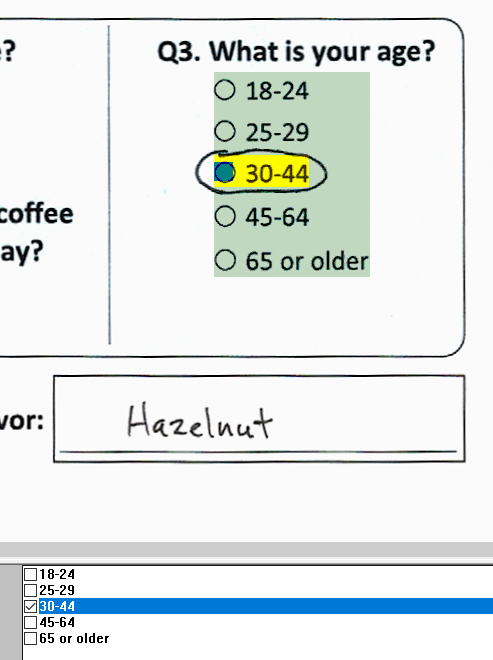 ?
Q3. What is your age?
18-24
25-29
30-44
45-64
65 or older
coffee
ay?
vor:
Hazelnut
18-24
25-29
30-44
45-64
65 or older